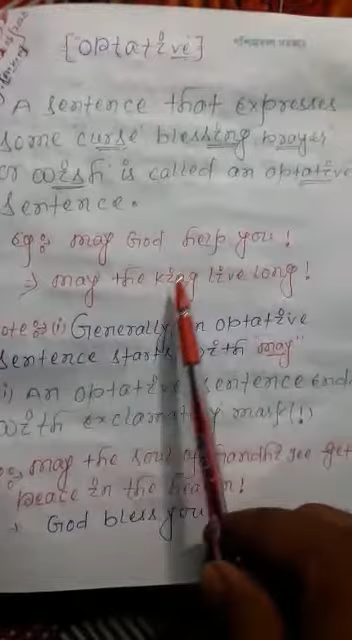 [Optative]
A sentence that expresses
some curse blessing prayer
or wish is called an optative
sentence.
eg: may God help you!
⇒ may the King live long!
Note: (i) Generally an optative
sentence starts with "may"
i) An optative sentence end
with exclamatory mark(!)
eg: may the soul of Gandhi jee get
peace in the heaven!
God bless you